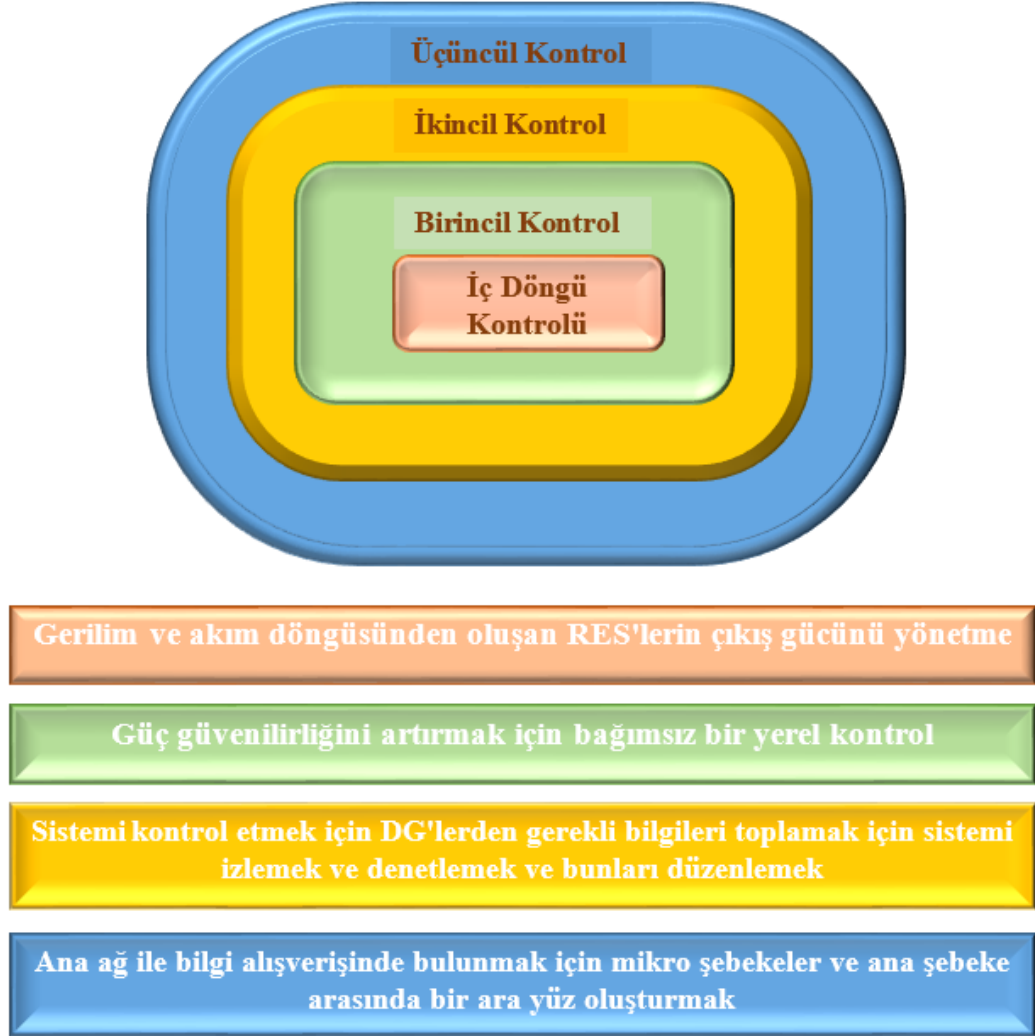 Üçüncül Kontrol
İkincil Kontrol
Birincil Kontrol
İç Döngü
Kontrolü
Gerilim ve akım döngüsünden oluşan RES'lerin çıkış gücünü yönetme
Güç güvenilirliğini artırmak için bağımsız bir yerel kontrol
Sistemi kontrol etmek için DG'lerden gerekli bilgileri toplamak için sistemi
izlemek ve denetlemek ve bunları düzenlemek
Ana ağ ile bilgi alışverişinde bulunmak için mikro şebekeler ve ana şebeke
arasında bir ara yüz oluşturmak